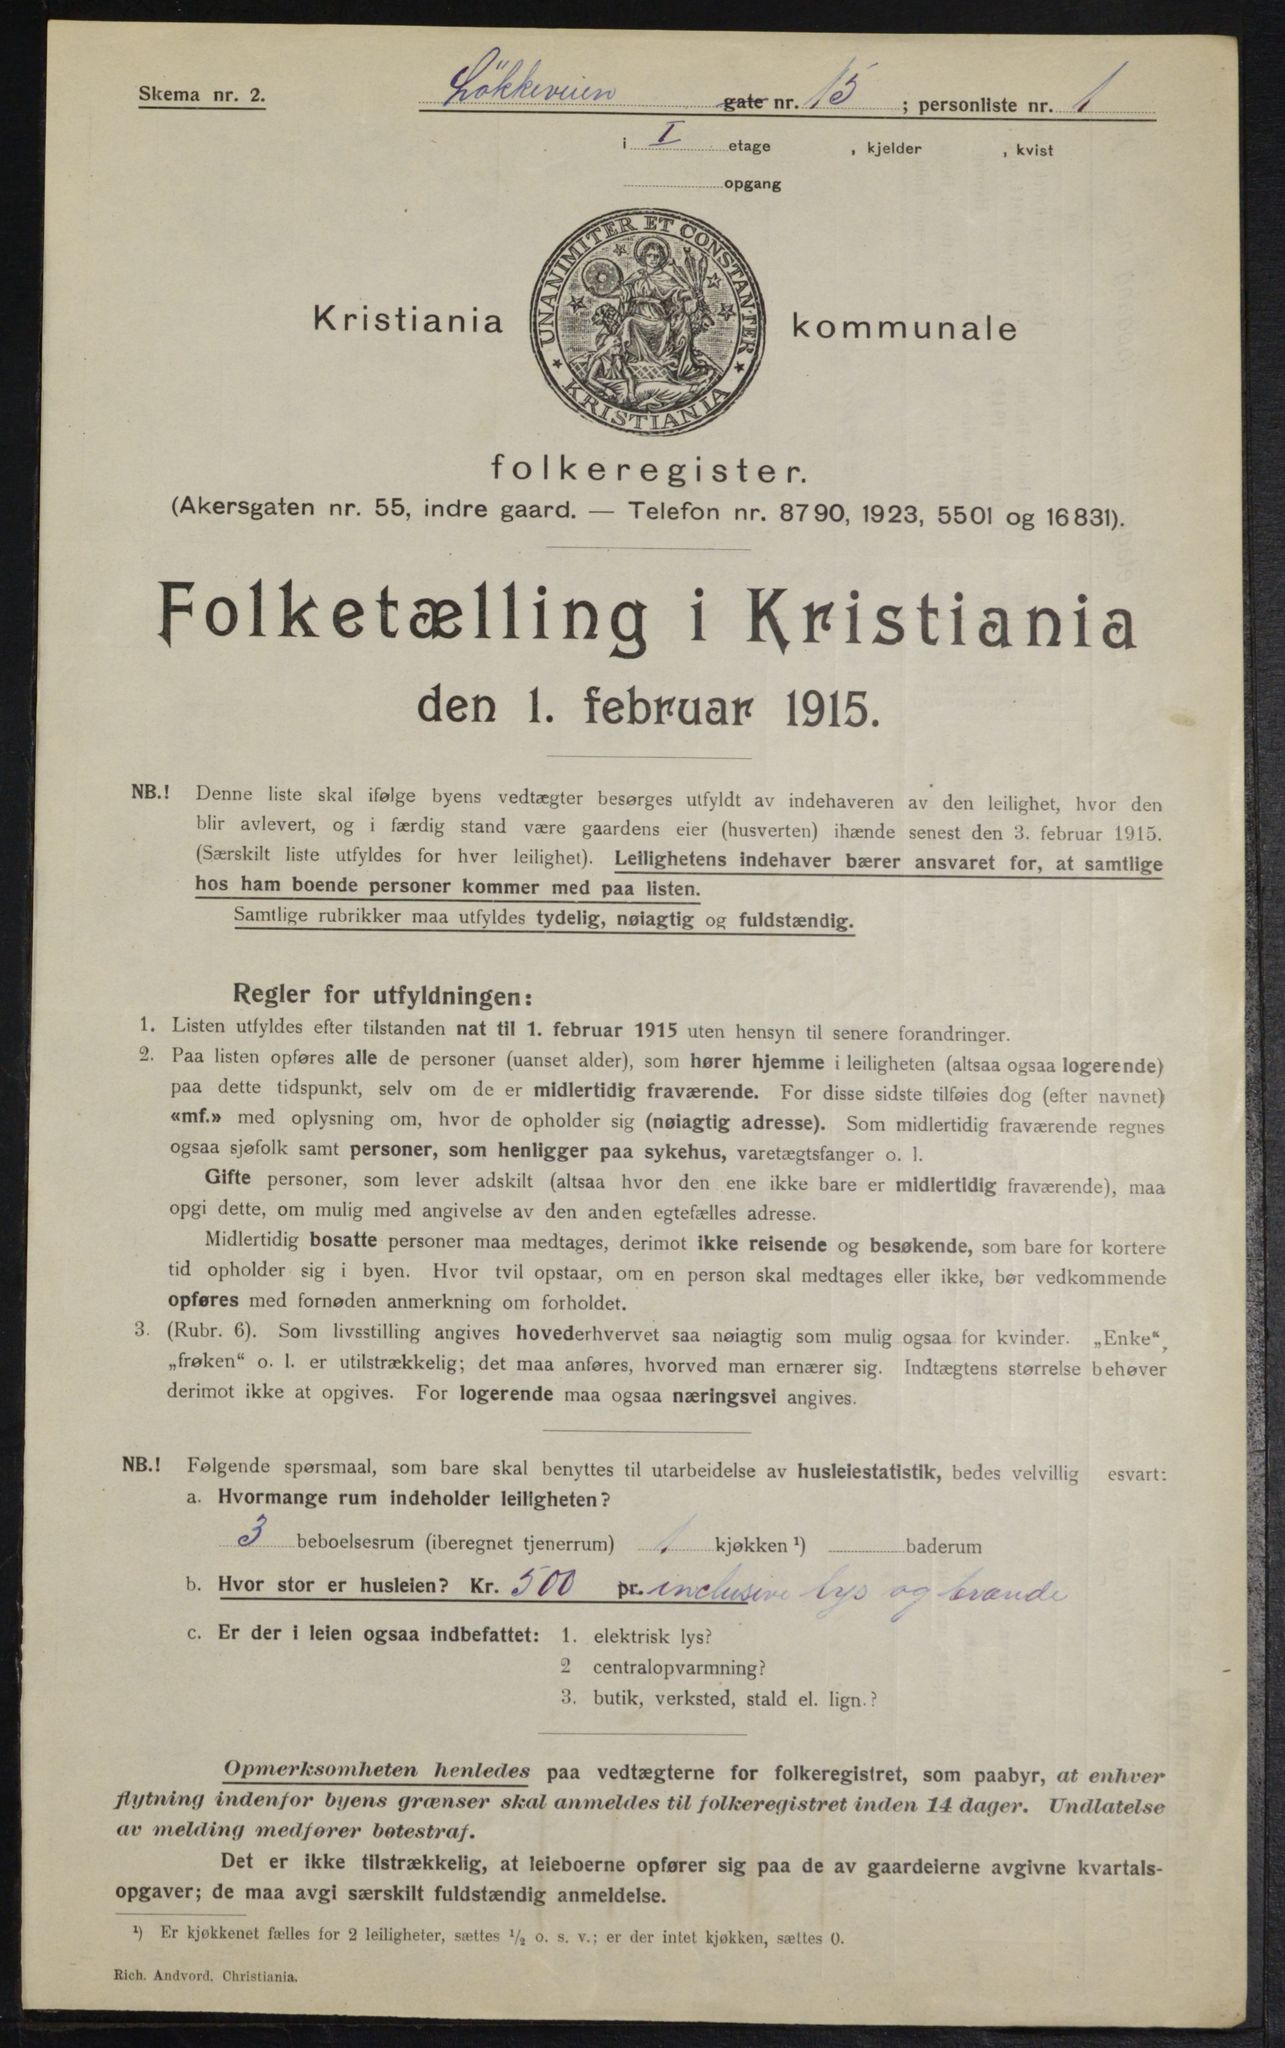 Skema nr. 2.
Lökkeveien gate nr. 15 ; personliste nr. 1
i I etage , kjelder , kvist
opgang
UNANIMITER ET CONSTANTER
KRISTIANIA
Kristiania kommunale
folkeregister.
(Akersgaten nr. 55, indre gaard. — Telefon nr. 8790, 1923, 5501 og 16831).
Folketælling i Kristiania
den 1. februar 1915.
NB.! Denne liste skal ifølge byens vedtægter besørges utfyldt av indehaveren av den leilighet, hvor den
blir avlevert, og i færdig stand være gaardens eier (husverten) ihænde senest den 3. februar 1915.
(Særskilt liste utfyldes for hver leilighet). Leilighetens indehaver bærer ansvaret for, at samtlige
hos ham boende personer kommer med paa listen.
Samtlige rubrikker maa utfyldes tydelig, nøiagtig og fuldstændig.
Regler for utfyldningen:
1. Listen utfyldes efter tilstanden nat til 1. februar 1915 uten hensyn til senere forandringer.
2. Paa listen opføres alle de personer (uanset alder), som hører hjemme i leiligheten (altsaa ogsaa logerende)
paa dette tidspunkt, selv om de er midlertidig fraværende. For disse sidste tilføies dog (efter navnet)
«mf.» med oplysning om, hvor de opholder sig (nøiagtig adresse). Som midlertidig fraværende regnes
ogsaa sjøfolk samt personer, som henligger paa sykehus, varetægtsfanger o. l.
Gifte personer, som lever adskilt (altsaa hvor den ene ikke bare er midlertidig fraværende), maa
opgi dette, om mulig med angivelse av den anden egtefælles adresse.
Midlertidig bosatte personer maa medtages, derimot ikke reisende og besøkende, som bare for kortere
tid opholder sig i byen. Hvor tvil opstaar, om en person skal medtages eller ikke, bør vedkommende
opføres med fornøden anmerkning om forholdet.
3. (Rubr. 6). Som livsstilling angives hovederhvervet saa nøiagtig som mulig ogsaa for kvinder. „Enke“,
„frøken“ o. l. er utilstrækkelig; det maa anføres, hvorved man ernærer sig. Indtægtens størrelse behøver
derimot ikke at opgives. For logerende maa ogsaa næringsvei angives.
NB.! Følgende spørsmaal, som bare skal benyttes til utarbeidelse av husleiestatistik, bedes velvillig esvart:
a. Hvormange rum indeholder leiligheten?
3 beboelsesrum (iberegnet tjenerrum) 1 kjøkken ¹) baderum
b. Hvor stor er husleien? Kr. 500 pr. inclusive lys og brænde
c. Er der i leien ogsaa indbefattet: 1. elektrisk lys?
2 centralopvarmning?
3. butik, verksted, stald el. lign.?
Opmerksomheten henledes paa vedtægterne for folkeregistret, som paabyr, at enhver
flytning indenfor byens grænser skal anmeldes til folkeregistret inden 14 dager. Undlatelse
av melding medfører bøtestraf.
Det er ikke tilstrækkelig, at leieboerne opfører sig paa de av gaardeierne avgivne kvartals-
opgaver; de maa avgi særskilt fuldstændig anmeldelse.
¹) Er kjøkkenet fælles for 2 leiligheter, sættes ½ o. s. v.; er der intet kjøkken, sættes 0.
Rich. Andvord, Christiania.